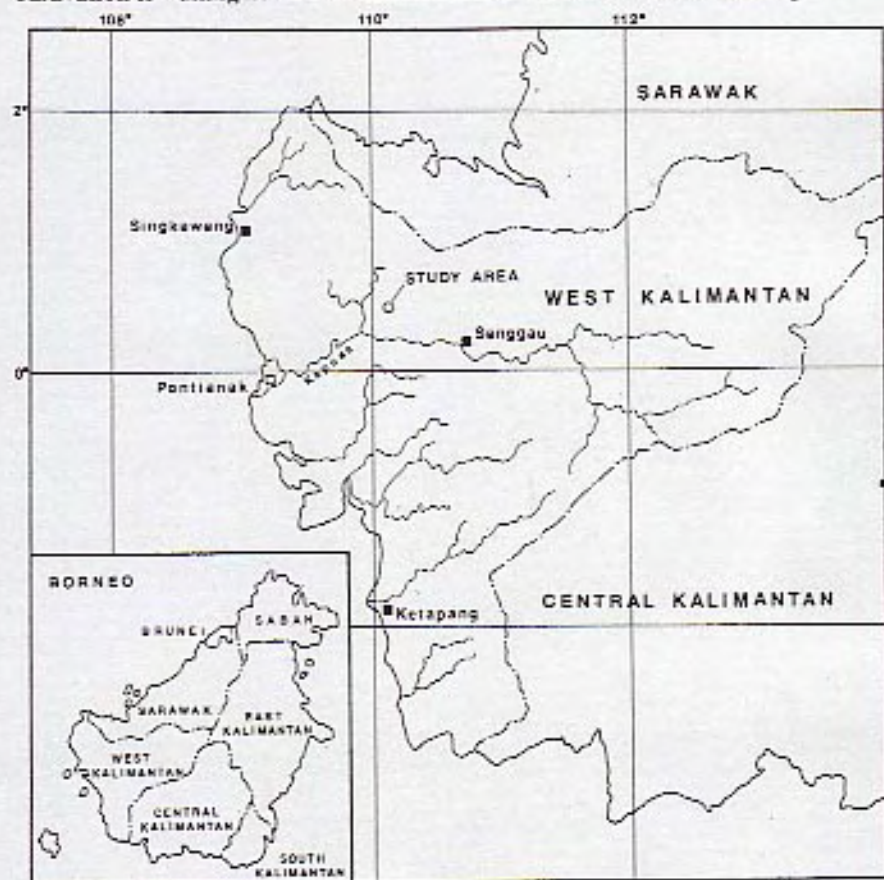 108° 110° 112°
2°
SARAWAK
Singkawang
STUDY AREA
WEST KALIMANTAN
Sanggau
0°
Kapuas
Pontianak
BORNEO
SABAH
BRUNEI
SARAWAK
EAST
KALIMANTAN
WEST
KALIMANTAN
CENTRAL
KALIMANTAN
SOUTH
KALIMANTAN
Ketapang
CENTRAL KALIMANTAN